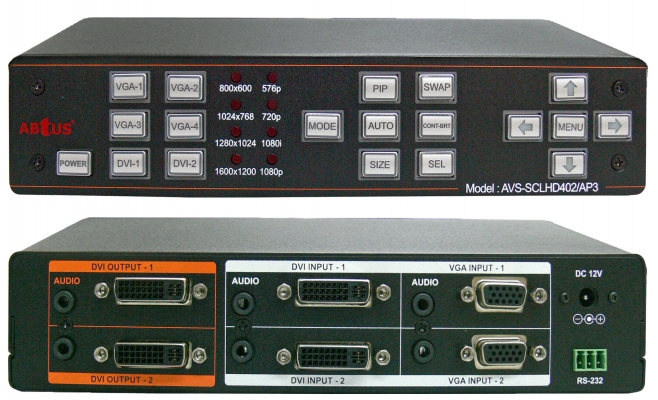 VGA-1
VGA-2
VGA-3
VGA-4
POWER
DVI-1
DVI-2
800x600
576p
1024x768
720p
1280x1024
1080i
1600x1200
1080p
MODE
PIP
SWAP
AUTO
CONT-BRT
SIZE
SEL
MENU
Model : AVS-SCLHD402/AP3
DVI OUTPUT - 1
AUDIO
DVI OUTPUT - 2
DVI INPUT - 1
AUDIO
DVI INPUT - 2
VGA INPUT - 1
AUDIO
VGA INPUT - 2
DC 12V
RS-232